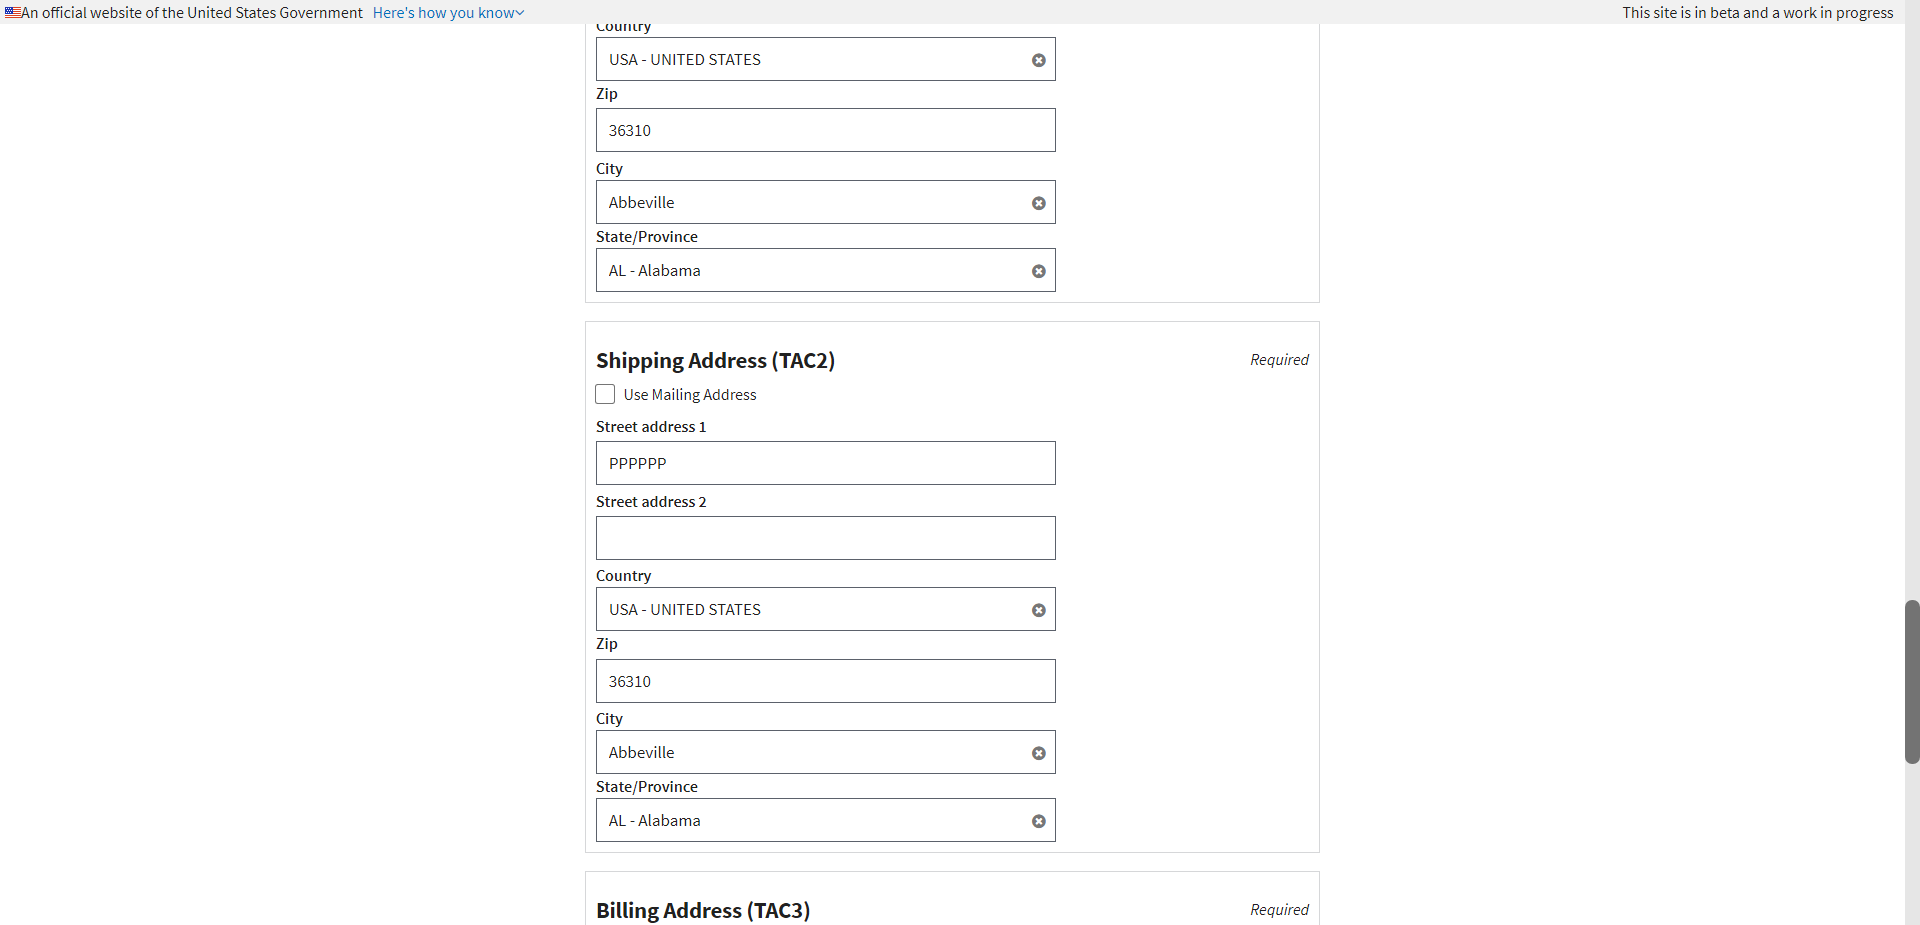 An official website of the United States Government Here's how you know
This site is in beta and a work in progress
Country
USA - UNITED STATES
Zip
36310
City
Abbeville
State/Province
AL - Alabama
Shipping Address (TAC2)
Required
Use Mailing Address
Street address 1
PPPPPP
Street address 2
Country
USA - UNITED STATES
Zip
36310
City
Abbeville
State/Province
AL - Alabama
Billing Address (TAC3)
Required